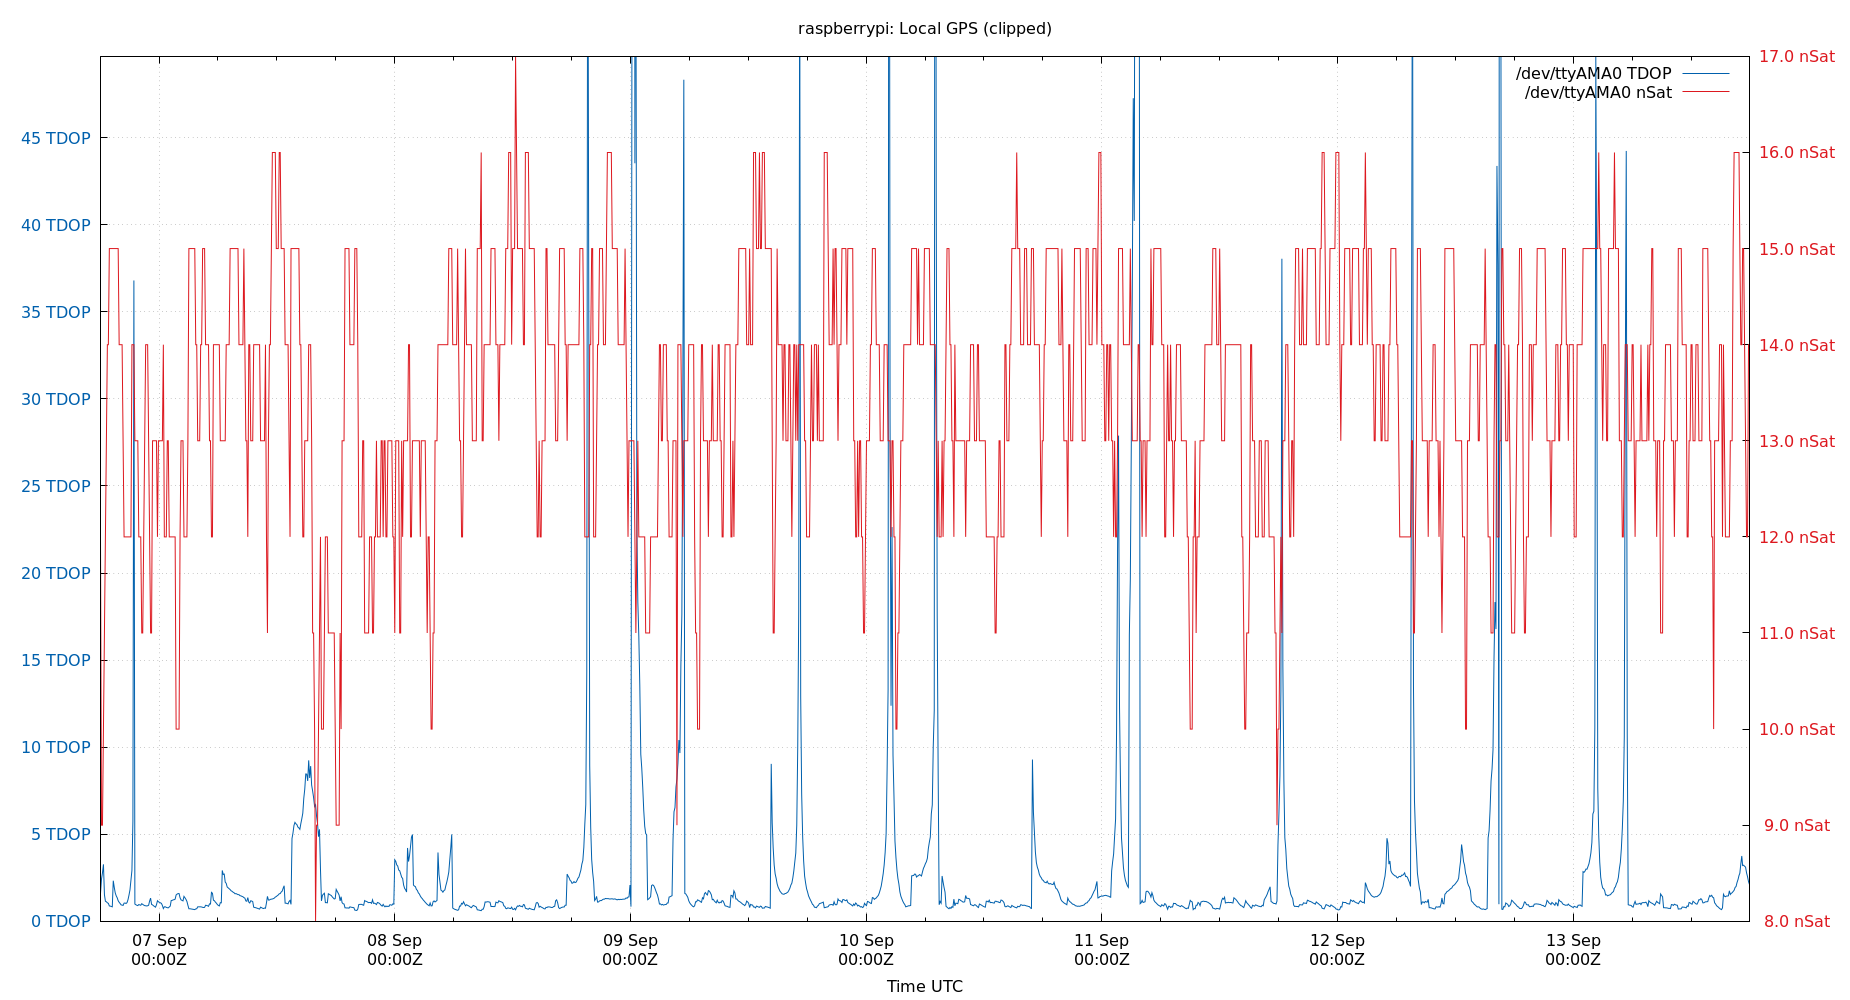 raspberrypi: Local GPS (clipped)
17.0 nSat
/dev/ttyAMA0 TDOP
/dev/ttyAMA0 nSat
45 TDOP
16.0 nSat
40 TDOP
15.0 nSat
35 TDOP
14.0 nSat
30 TDOP
13.0 nSat
25 TDOP
12.0 nSat
20 TDOP
11.0 nSat
15 TDOP
10.0 nSat
10 TDOP
9.0 nSat
5 TDOP
8.0 nSat
0 TDOP
07 Sep 08 Sep 09 Sep 10 Sep 11 Sep 12 Sep 13 Sep
00:00Z 00:00Z 00:00Z 00:00Z 00:00Z 00:00Z 00:00Z
Time UTC